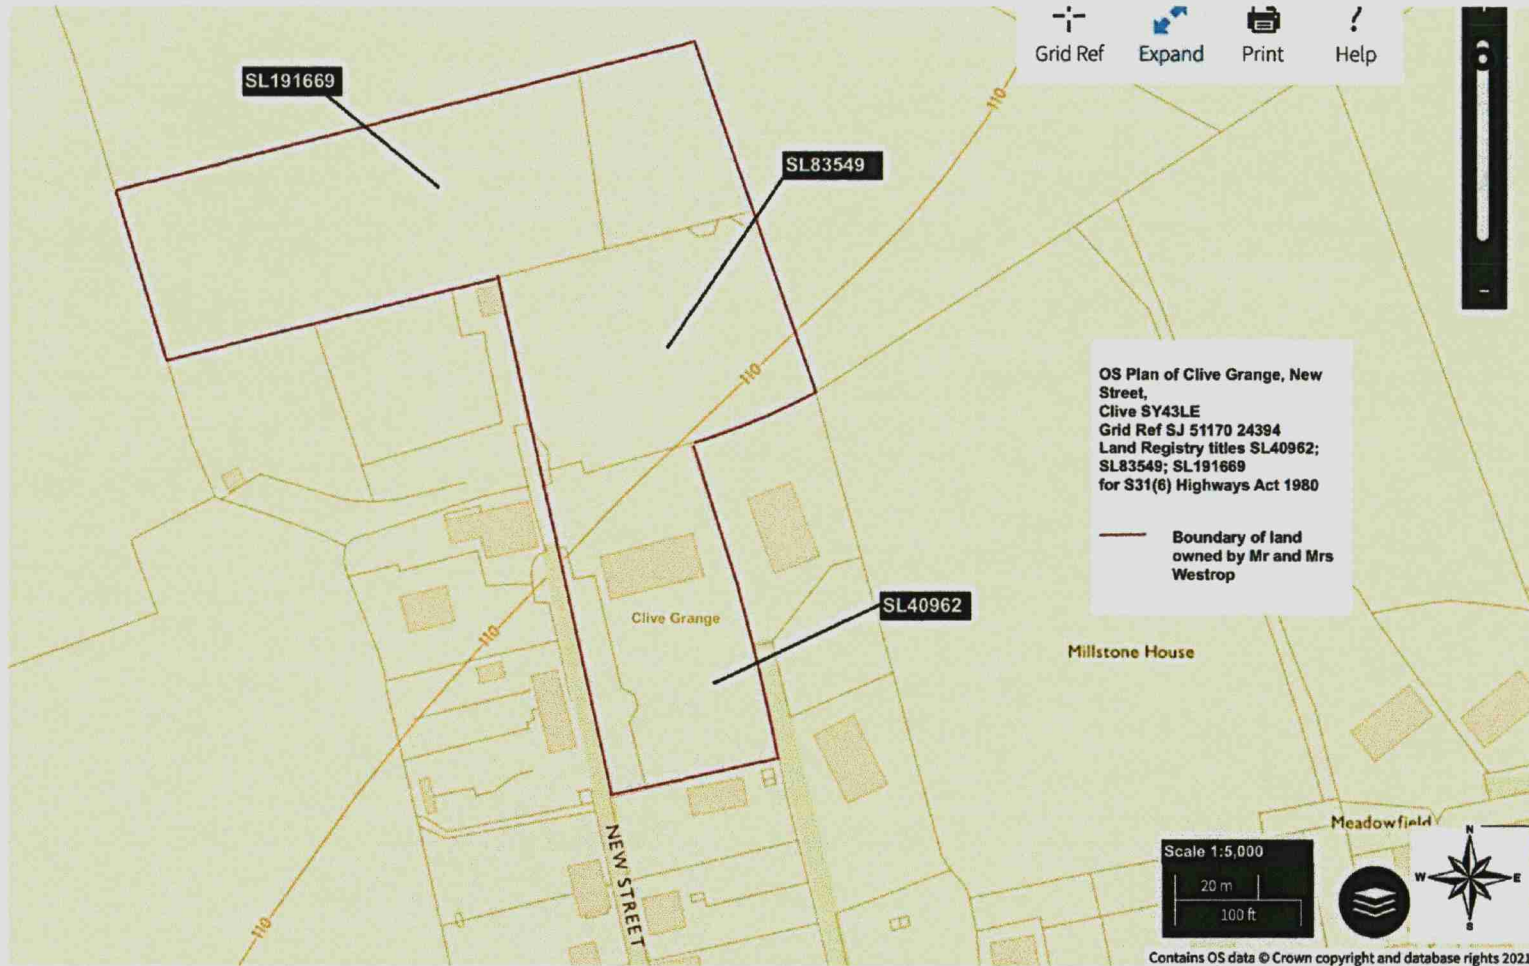 Grid Ref
Expand
Print
Help
SL191669
SL83549
110
110
OS Plan of Clive Grange, New
Street,
Clive SY43LE
Grid Ref SJ 51170 24394
Land Registry titles SL40962;
SL83549; SL191669
for S31(6) Highways Act 1980
Boundary of land
owned by Mr and Mrs
Westrop
Clive Grange
SL40962
110
Millstone House
NEW STREET
Meadowfield
110
Scale 1:5,000
20 m
100 ft
N
W
E
S
Contains OS data © Crown copyright and database rights 2021